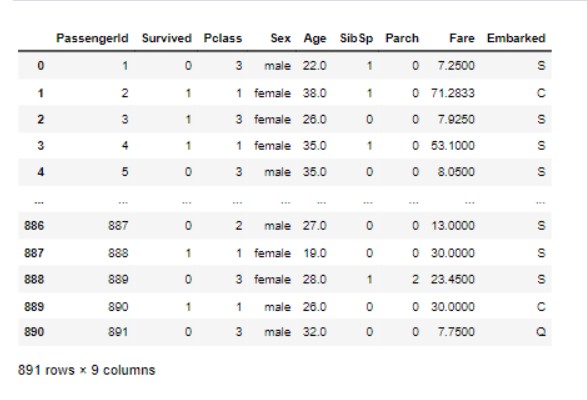 PassengerId Survived Pclass Sex Age SibSp Parch Fare Embarked
0 1 0 3 male 22.0 1 0 7.2500 S
1 2 1 1 female 38.0 1 0 71.2833 C
2 3 1 3 female 26.0 0 0 7.9250 S
3 4 1 1 female 35.0 1 0 53.1000 S
4 5 0 3 male 35.0 0 0 8.0500 S
... ... ... ... ... ... ... ... ... ...
886 887 0 2 male 27.0 0 0 13.0000 S
887 888 1 1 female 19.0 0 0 30.0000 S
888 889 0 3 female 28.0 1 2 23.4500 S
889 890 1 1 male 26.0 0 0 30.0000 C
890 891 0 3 male 32.0 0 0 7.7500 Q
891 rows × 9 columns